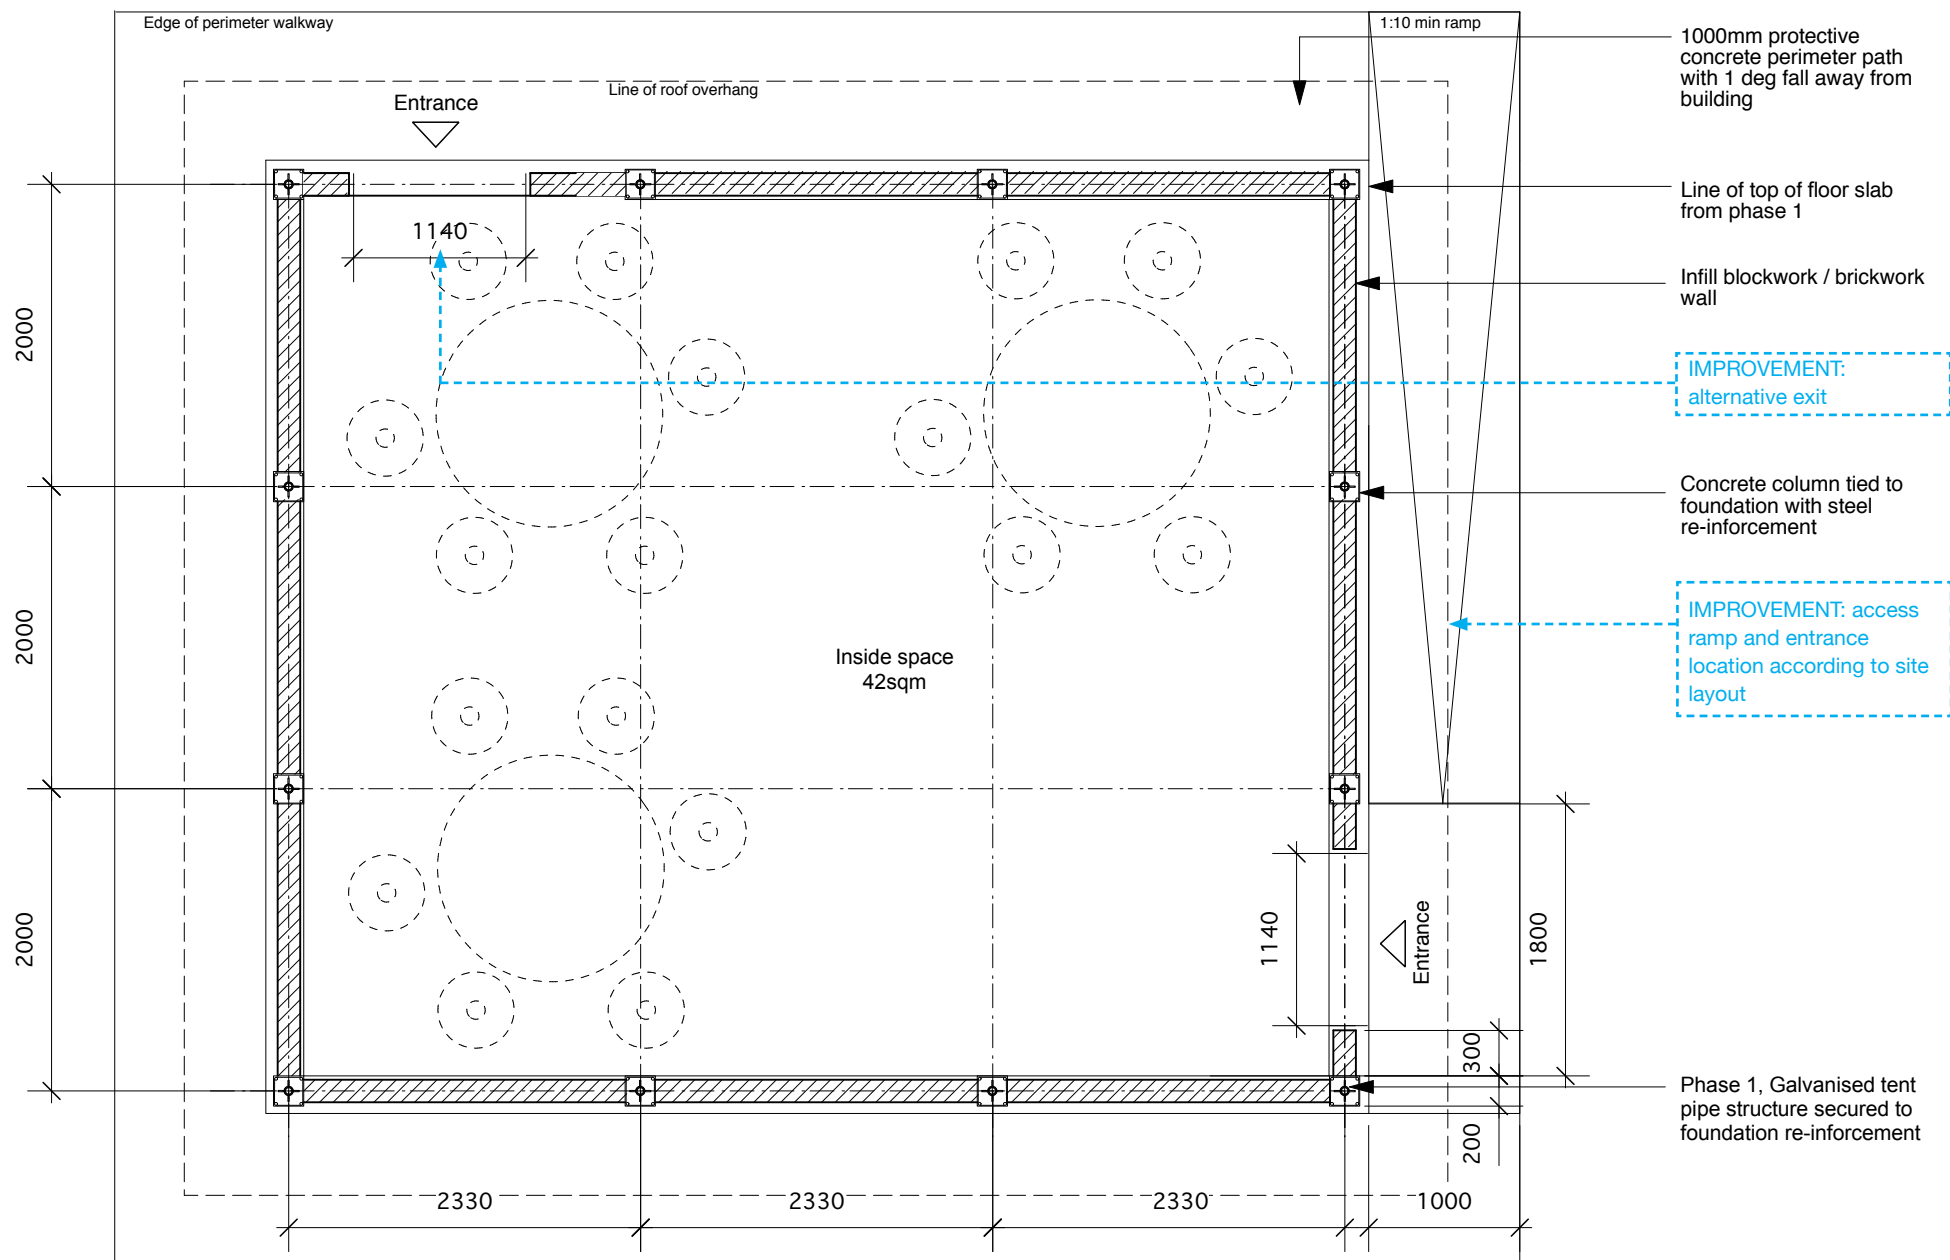 Edge of perimeter walkway
1:10 min ramp
1000mm protective
concrete perimeter path
with 1 deg fall away from
building
Line of roof overhang
Entrance
Line of top of floor slab
from phase 1
1140
Infill blockwork / brickwork
wall
2000
IMPROVEMENT:
alternative exit
Concrete column tied to
foundation with steel
re-inforcement
2000
IMPROVEMENT: access
ramp and entrance
location according to site
layout
Inside space
42sqm
2000
1140
Entrance
1800
300
Phase 1, Galvanised tent
pipe structure secured to
foundation re-inforcement
200
2330
2330
2330
1000